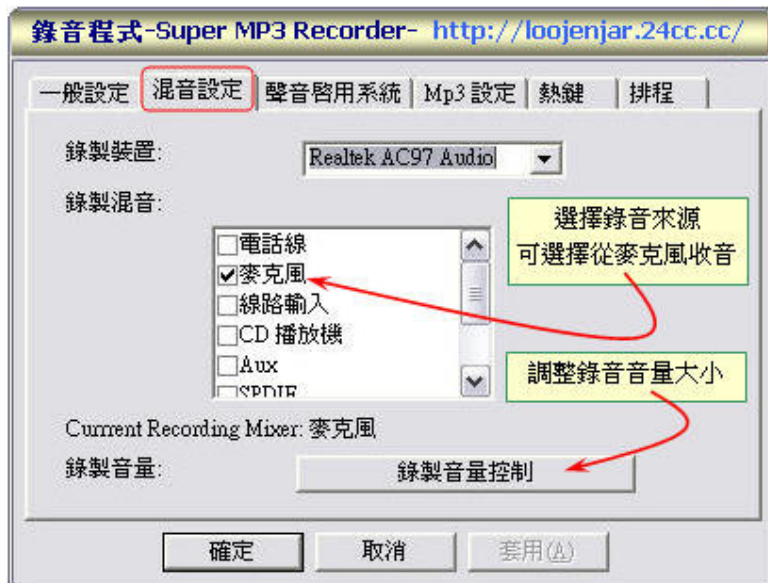 錄音程式-Super MP3 Recorder- http://loojenjar.24cc.cc/
一般設定 混音設定 聲音啓用系統 Mp3 設定 熱鍵 排程
錄製裝置: Realtek AC97 Audio
錄製混音:
選擇錄音來源
可選擇從麥克風收音
電話線
麥克風
線路輸入
CD 播放機
Aux
SPDIF
調整錄音音量大小
Current Recording Mixer: 麥克風
錄製音量: 錄製音量控制
確定 取消 套用(A)